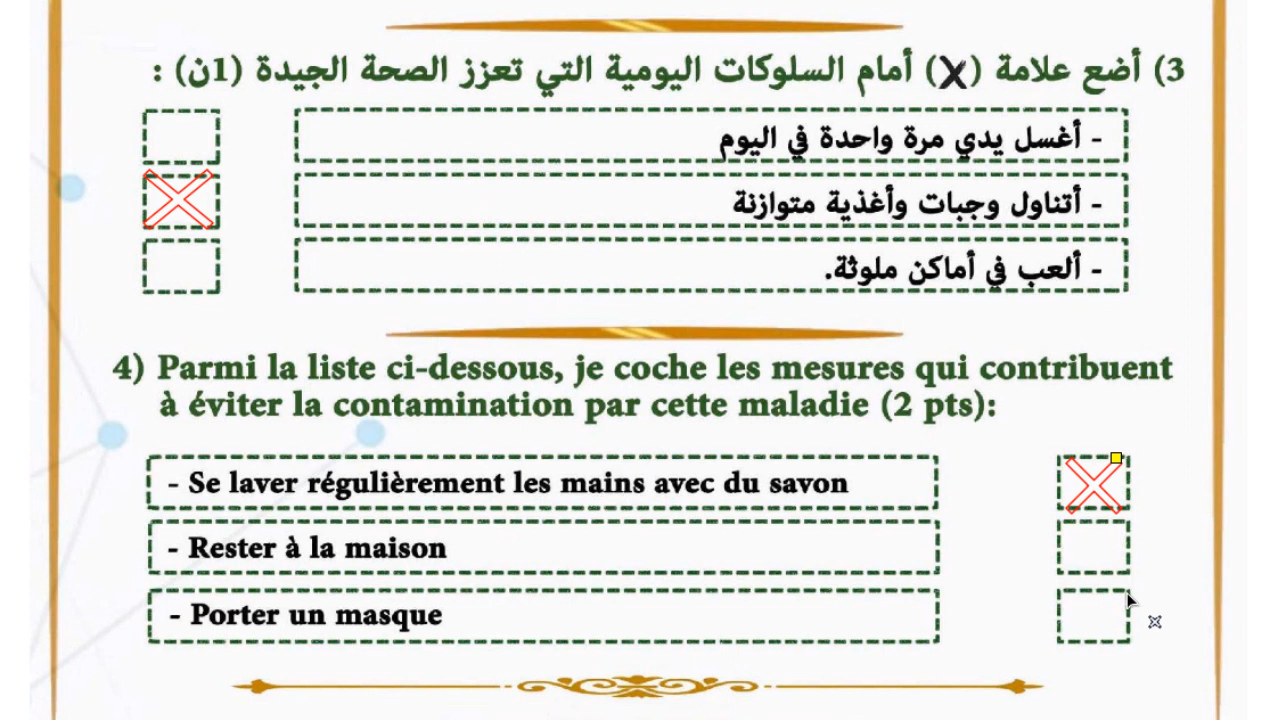 3) أضع علامة (X) أمام السلوكات اليومية التي تعزز الصحة الجيدة (1ن) :
- أغسل يدي مرة واحدة في اليوم
- أتناول وجبات وأغذية متوازنة
- ألعب في أماكن ملوثة.
4) Parmi la liste ci-dessous, je coche les mesures qui contribuent
à éviter la contamination par cette maladie (2 pts):
- Se laver régulièrement les mains avec du savon
- Rester à la maison
- Porter un masque